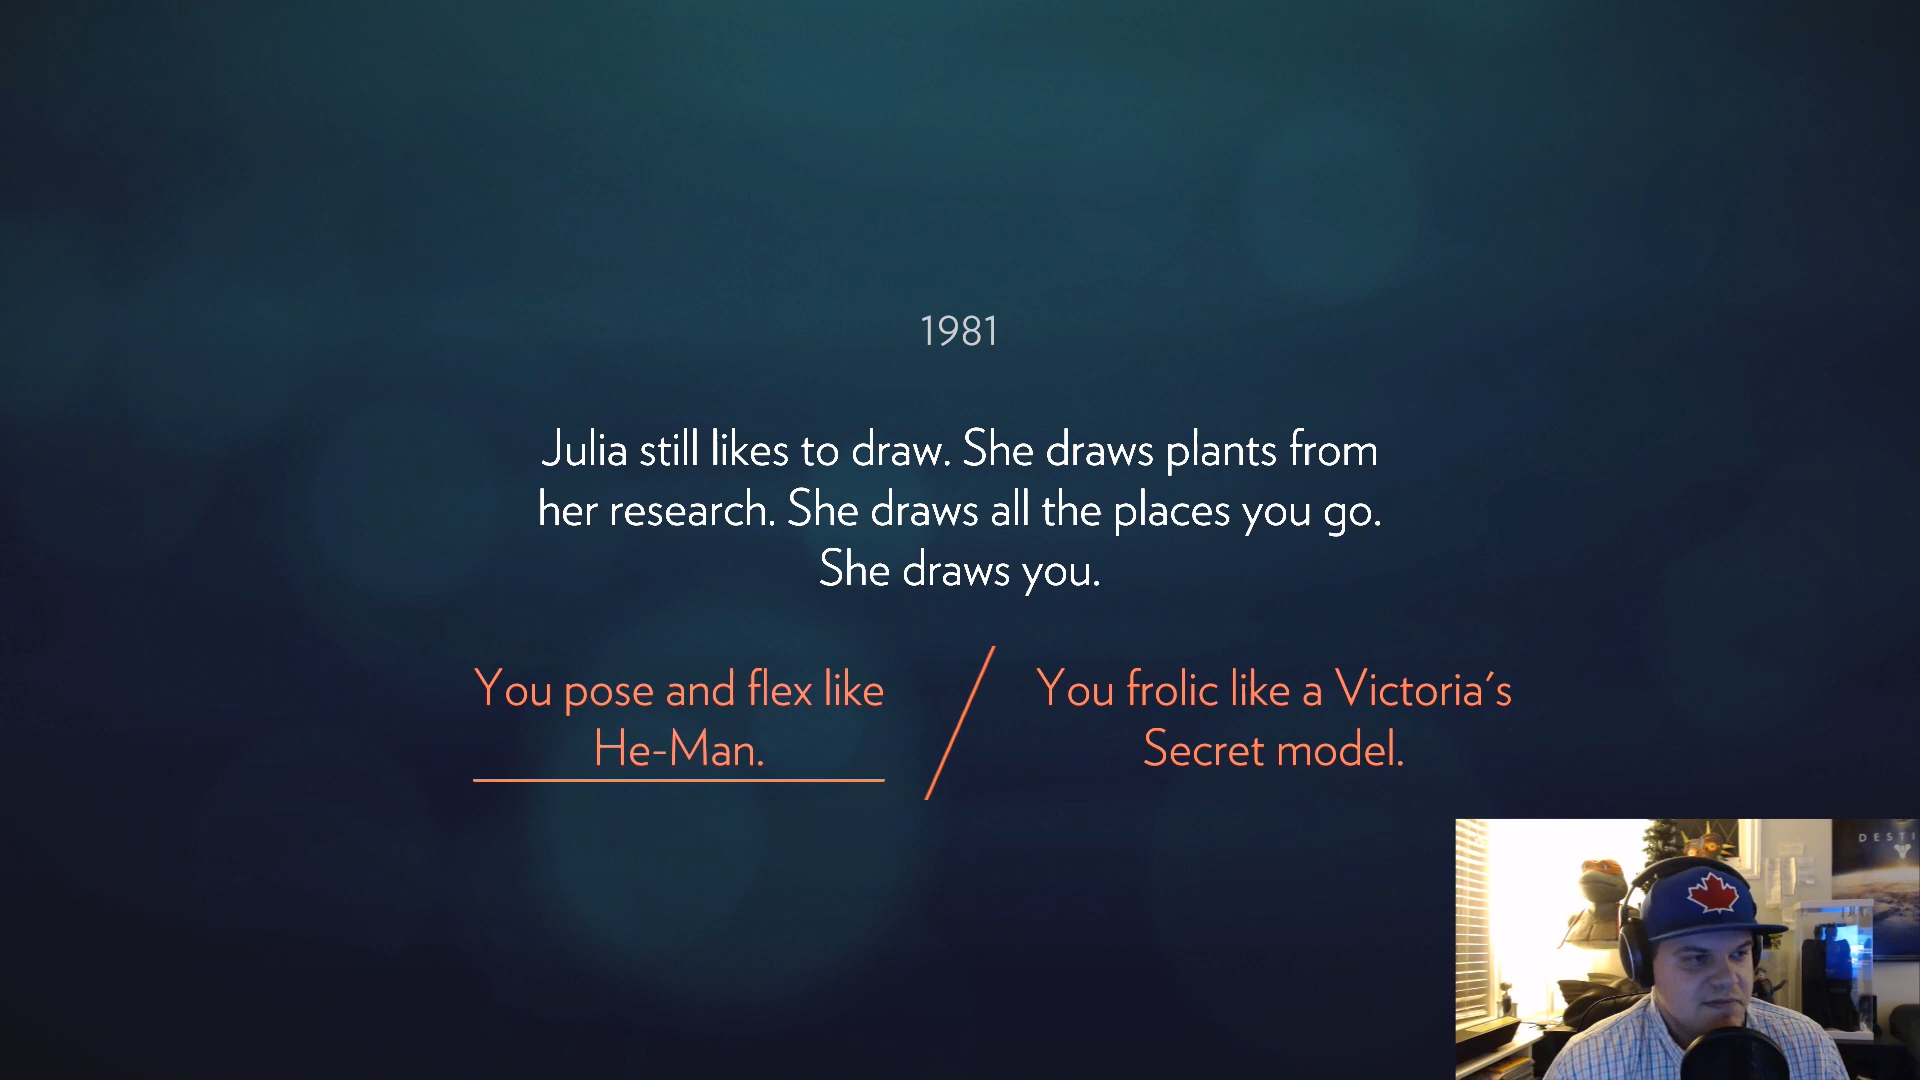 1981
Julia still likes to draw. She draws plants from
her research. She draws all the places you go.
She draws you.
You pose and flex like
He-Man.
You frolic like a Victoria's
Secret model.
DESTI